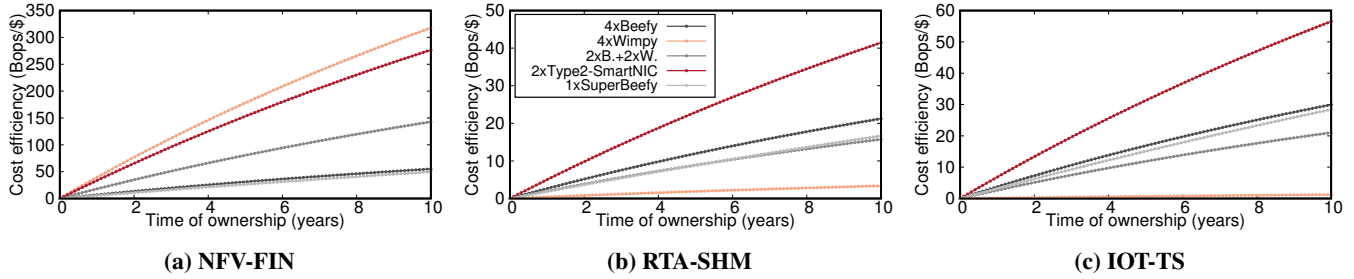 Cost efficiency (Bops/$)
350
300
250
200
150
100
50
0
0 2 4 6 8 10
Time of ownership (years)
(a) NFV-FIN
Cost efficiency (Bops/$)
50
40
30
20
10
0
4xBeefy
4xWimpy
2xB.+2xW.
2xType2-SmartNIC
1xSuperBeefy
0 2 4 6 8 10
Time of ownership (years)
(b) RTA-SHM
Cost efficiency (Bops/$)
60
50
40
30
20
10
0
0 2 4 6 8 10
Time of ownership (years)
(c) IOT-TS